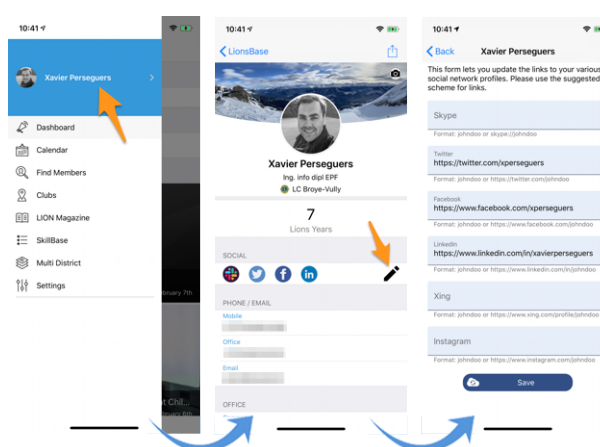 10:41
Xavier Perseguers
Dashboard
Calendar
Find Members
Clubs
LION Magazine
SkillBase
Multi District
Settings
bruary 7th
t Chil...
bruary 6th
10:41
LionsBase
Xavier Perseguers
Ing. info dipl EPF
LC Broye-Vully
7
Lions Years
SOCIAL
PHONE / EMAIL
Mobile
Office
Email
OFFICE
10:41
Back
Xavier Perseguers
This form lets you update the links to your various
social network profiles. Please use the suggested
scheme for links.
Skype
Format: johndoo or skype://johndoo
Twitter
https://twitter.com/xperseguers
Format: johndoo or https://twitter.com/johndoo
Facebook
https://www.facebook.com/xperseguers
Format: johndoo or https://www.facebook.com/johndoo
Linkedin
https://www.linkedin.com/in/xavierperseguers
Format: johndoo or https://www.linkedin.com/in/johndoo
Xing
Format: johndoo or https://www.xing.com/profile/johndoo
Instagram
Format: johndoo or https://www.instagram.com/johndoo
Save